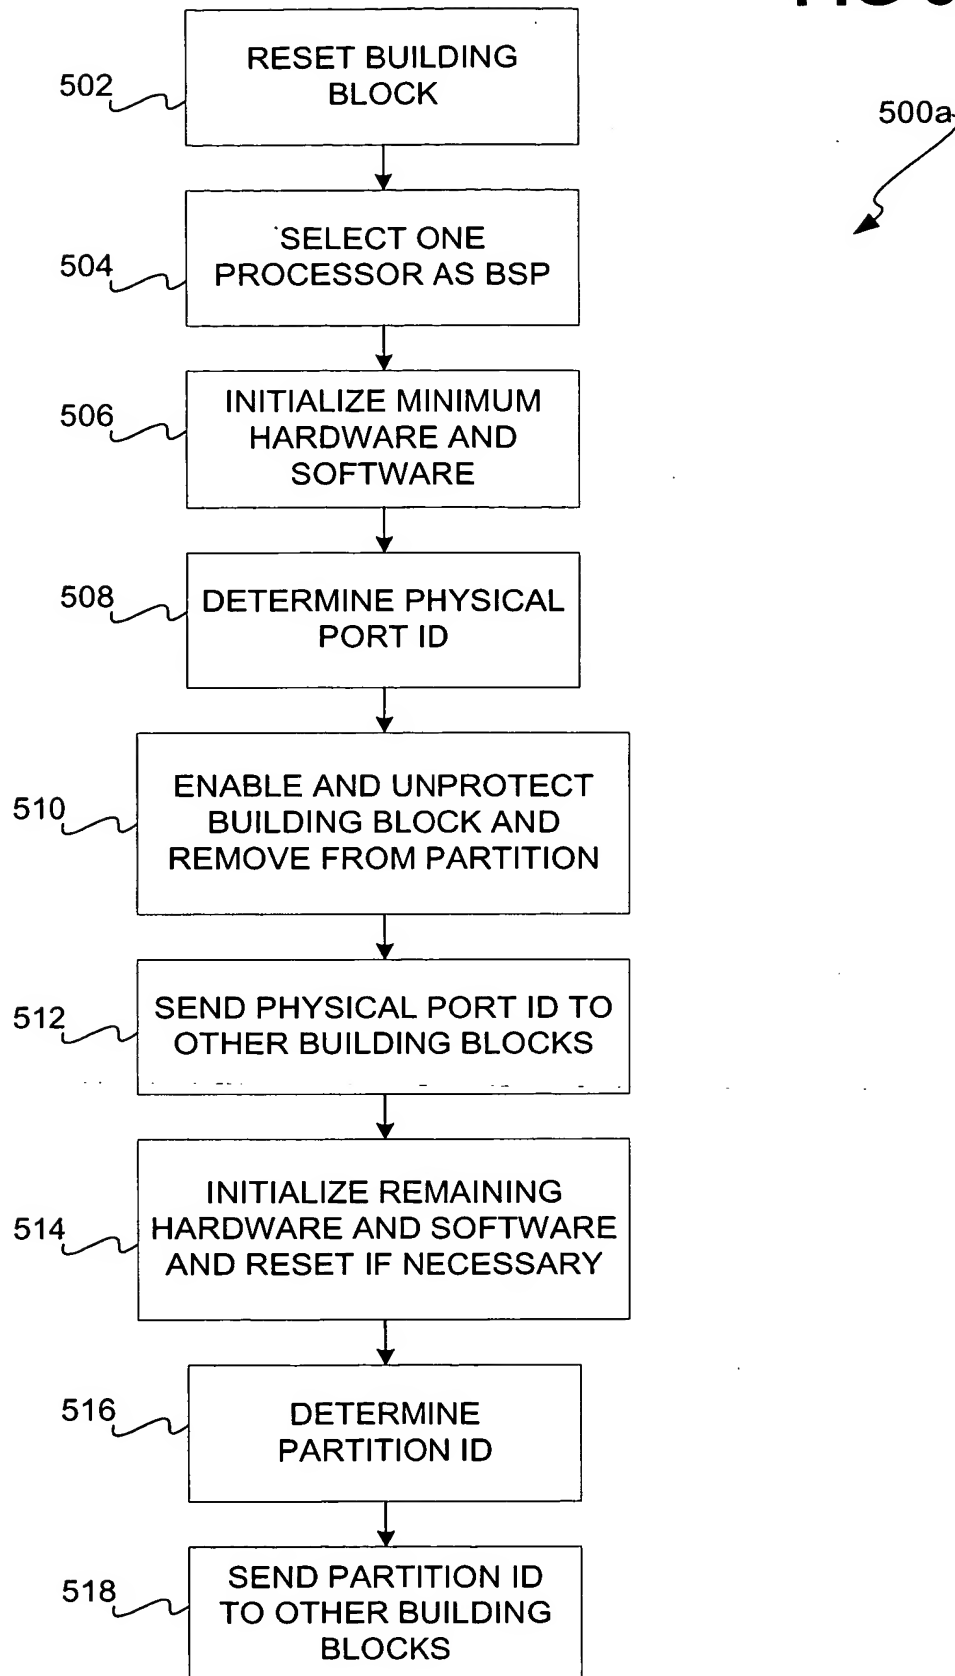 RESET BUILDING
BLOCK
502
500a
SELECT ONE
PROCESSOR AS BSP
504
INITIALIZE MINIMUM
HARDWARE AND
SOFTWARE
506
DETERMINE PHYSICAL
PORT ID
508
ENABLE AND UNPROTECT
BUILDING BLOCK AND
REMOVE FROM PARTITION
510
SEND PHYSICAL PORT ID TO
OTHER BUILDING BLOCKS
512
INITIALIZE REMAINING
HARDWARE AND SOFTWARE
AND RESET IF NECESSARY
514
DETERMINE
PARTITION ID
516
SEND PARTITION ID
TO OTHER BUILDING
BLOCKS
518